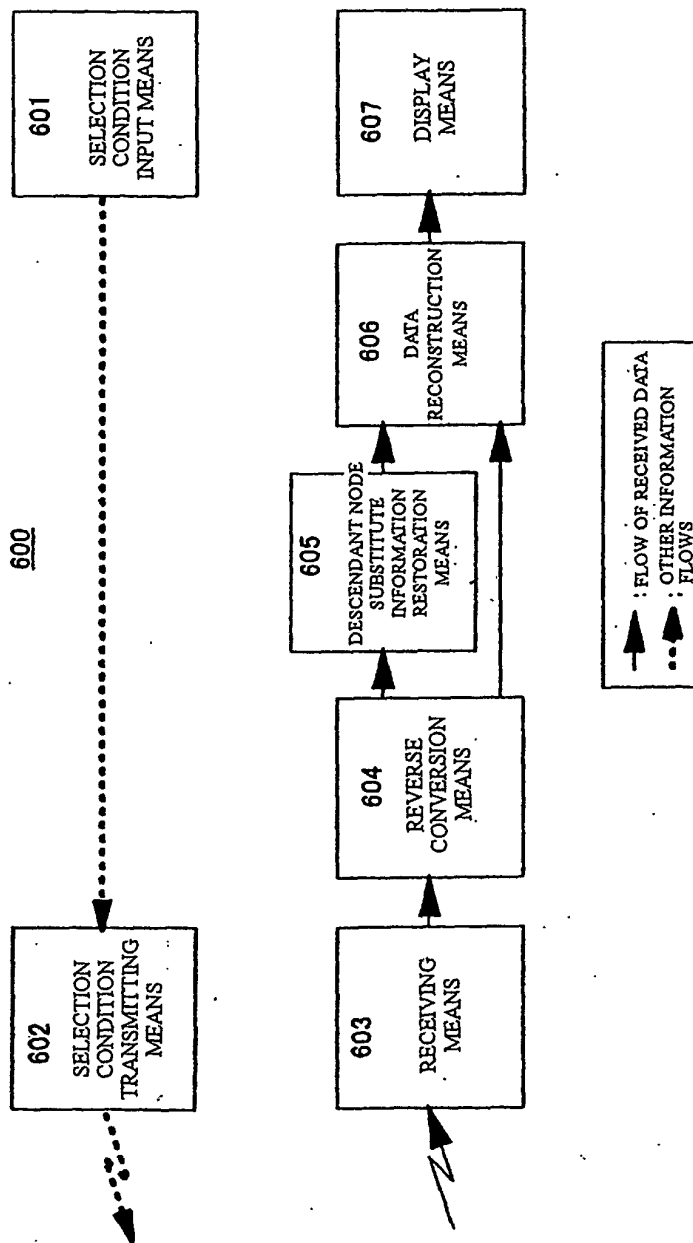 600
601
SELECTION
CONDITION
INPUT MEANS
602
SELECTION
CONDITION
TRANSMITTING
MEANS
603
RECEIVING
MEANS
604
REVERSE
CONVERSION
MEANS
605
DESCENDANT NODE
SUBSTITUTE
INFORMATION
RESTORATION
MEANS
606
DATA
RECONSTRUCTION
MEANS
607
DISPLAY
MEANS
: FLOW OF RECEIVED DATA
: OTHER INFORMATION
FLOWS